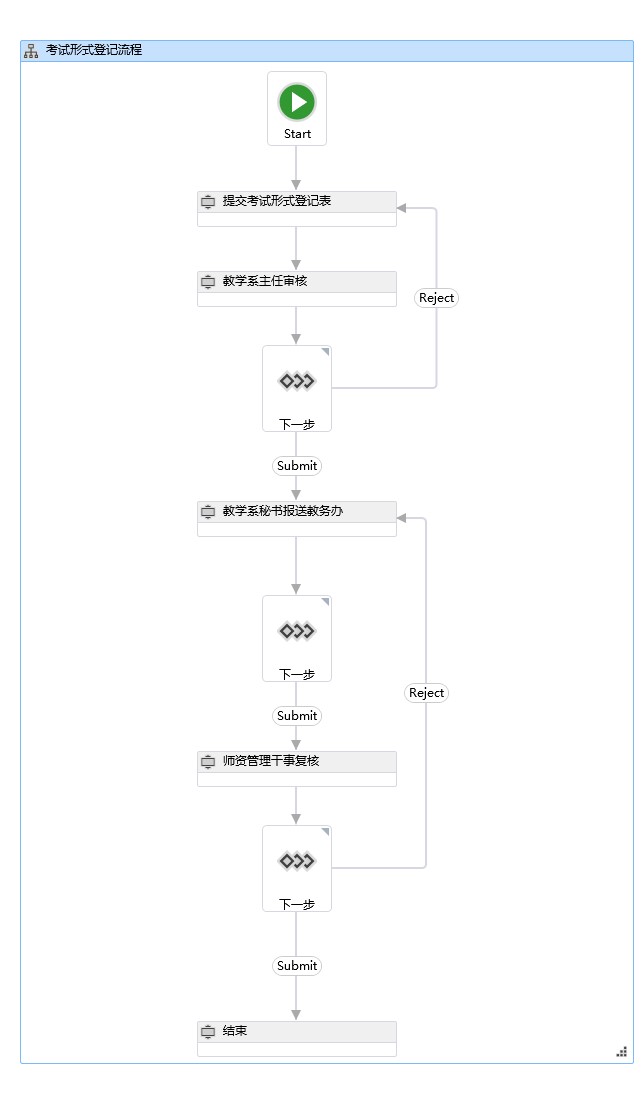 考试形式登记流程
Start
提交考试形式登记表
教学系主任审核
Reject
下一步
Submit
教学系秘书报送教务办
下一步
Reject
Submit
师资管理干事复核
下一步
Submit
结束